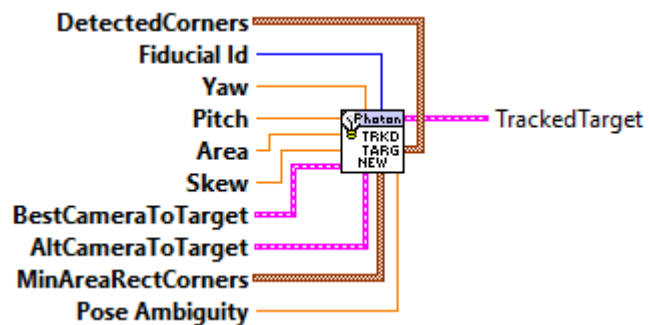 DetectedCorners
Fiducial Id
Yaw
Pitch
Area
Skew
BestCameraToTarget
AltCameraToTarget
MinAreaRectCorners
Pose Ambiguity
Photon
TRKD
TARG
NEW
TrackedTarget